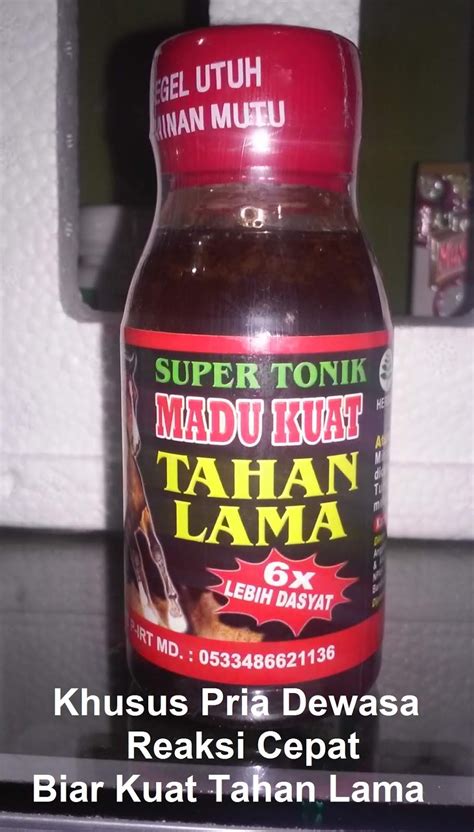 EGEL UTUH
MINAN MUTU
SUPER TONIK
MADU KUAT
TAHAN
LAMA
6x
LEBIH DASYAT
P-IRT MD. : 0533486621136
Khusus Pria Dewasa
Reaksi Cepat
Biar Kuat Tahan Lama